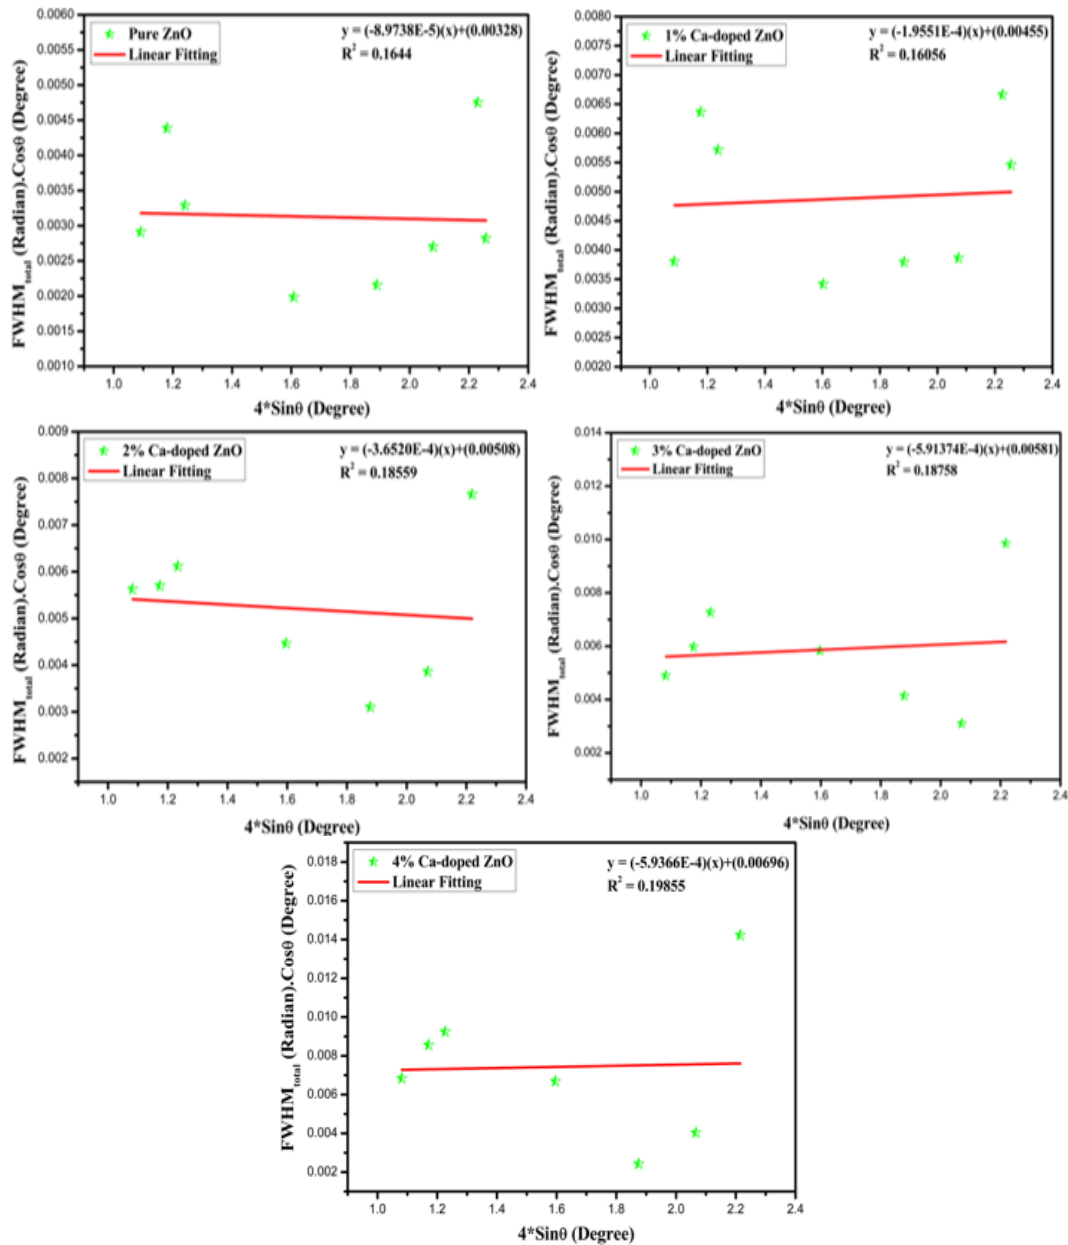 Pure ZnO
Linear Fitting
y = (-8.9738E-5)(x)+(0.00328)
R² = 0.1644
0.0060
0.0055
0.0050
0.0045
0.0040
0.0035
0.0030
0.0025
0.0020
0.0015
0.0010
FWHMtotal (Radian).Cosθ (Degree)
1.0 1.2 1.4 1.6 1.8 2.0 2.2 2.4
4*Sinθ (Degree)
1% Ca-doped ZnO
Linear Fitting
y = (-1.9551E-4)(x)+(0.00455)
R² = 0.16056
0.0080
0.0075
0.0070
0.0065
0.0060
0.0055
0.0050
0.0045
0.0040
0.0035
0.0030
0.0025
0.0020
FWHMtotal (Radian).Cosθ (Degree)
1.0 1.2 1.4 1.6 1.8 2.0 2.2 2.4
4*Sinθ (Degree)
2% Ca-doped ZnO
Linear Fitting
y = (-3.6520E-4)(x)+(0.00508)
R² = 0.18559
0.009
0.008
0.007
0.006
0.005
0.004
0.003
0.002
FWHMtotal (Radian).Cosθ (Degree)
1.0 1.2 1.4 1.6 1.8 2.0 2.2 2.4
4*Sinθ (Degree)
3% Ca-doped ZnO
Linear Fitting
y = (-5.91374E-4)(x)+(0.00581)
R² = 0.18758
0.014
0.012
0.010
0.008
0.006
0.004
0.002
FWHMtotal (Radian).Cosθ (Degree)
1.0 1.2 1.4 1.6 1.8 2.0 2.2 2.4
4*Sinθ (Degree)
4% Ca-doped ZnO
Linear Fitting
y = (-5.9366E-4)(x)+(0.00696)
R² = 0.19855
0.018
0.016
0.014
0.012
0.010
0.008
0.006
0.004
0.002
FWHMtotal (Radian).Cosθ (Degree)
1.0 1.2 1.4 1.6 1.8 2.0 2.2 2.4
4*Sinθ (Degree)